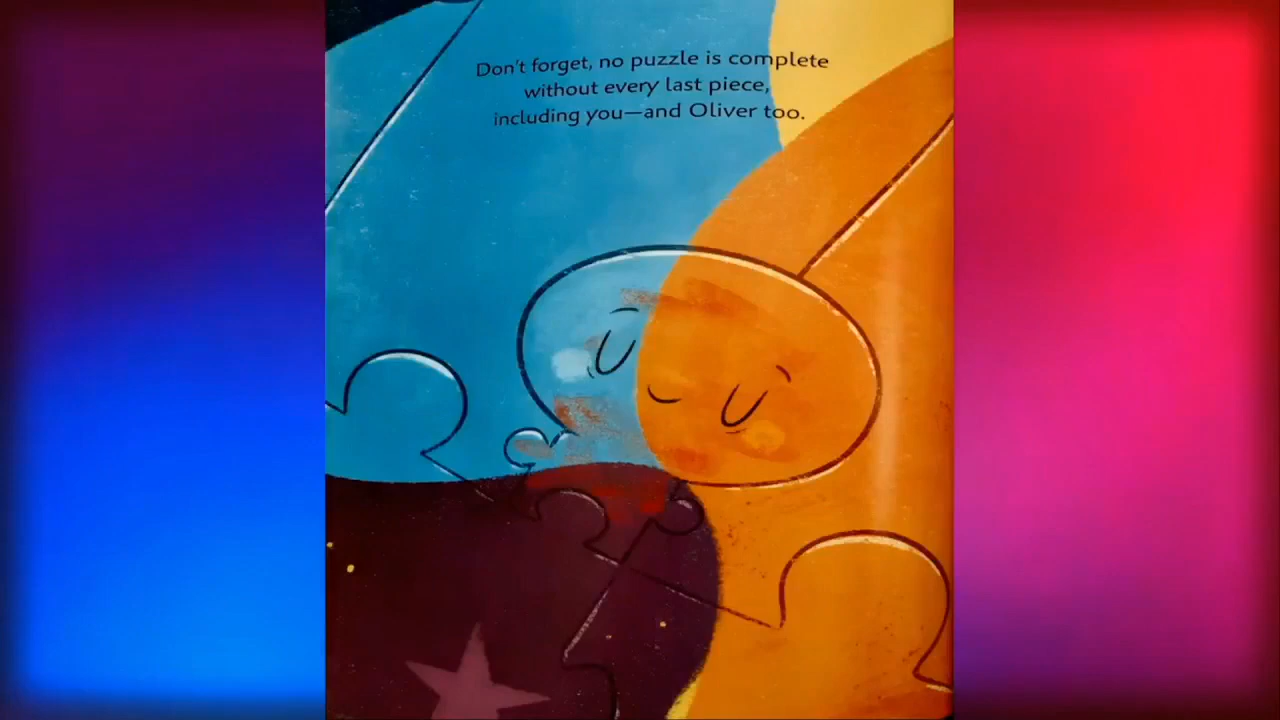 Don't forget, no puzzle is complete
without every last piece,
including you—and Oliver too.